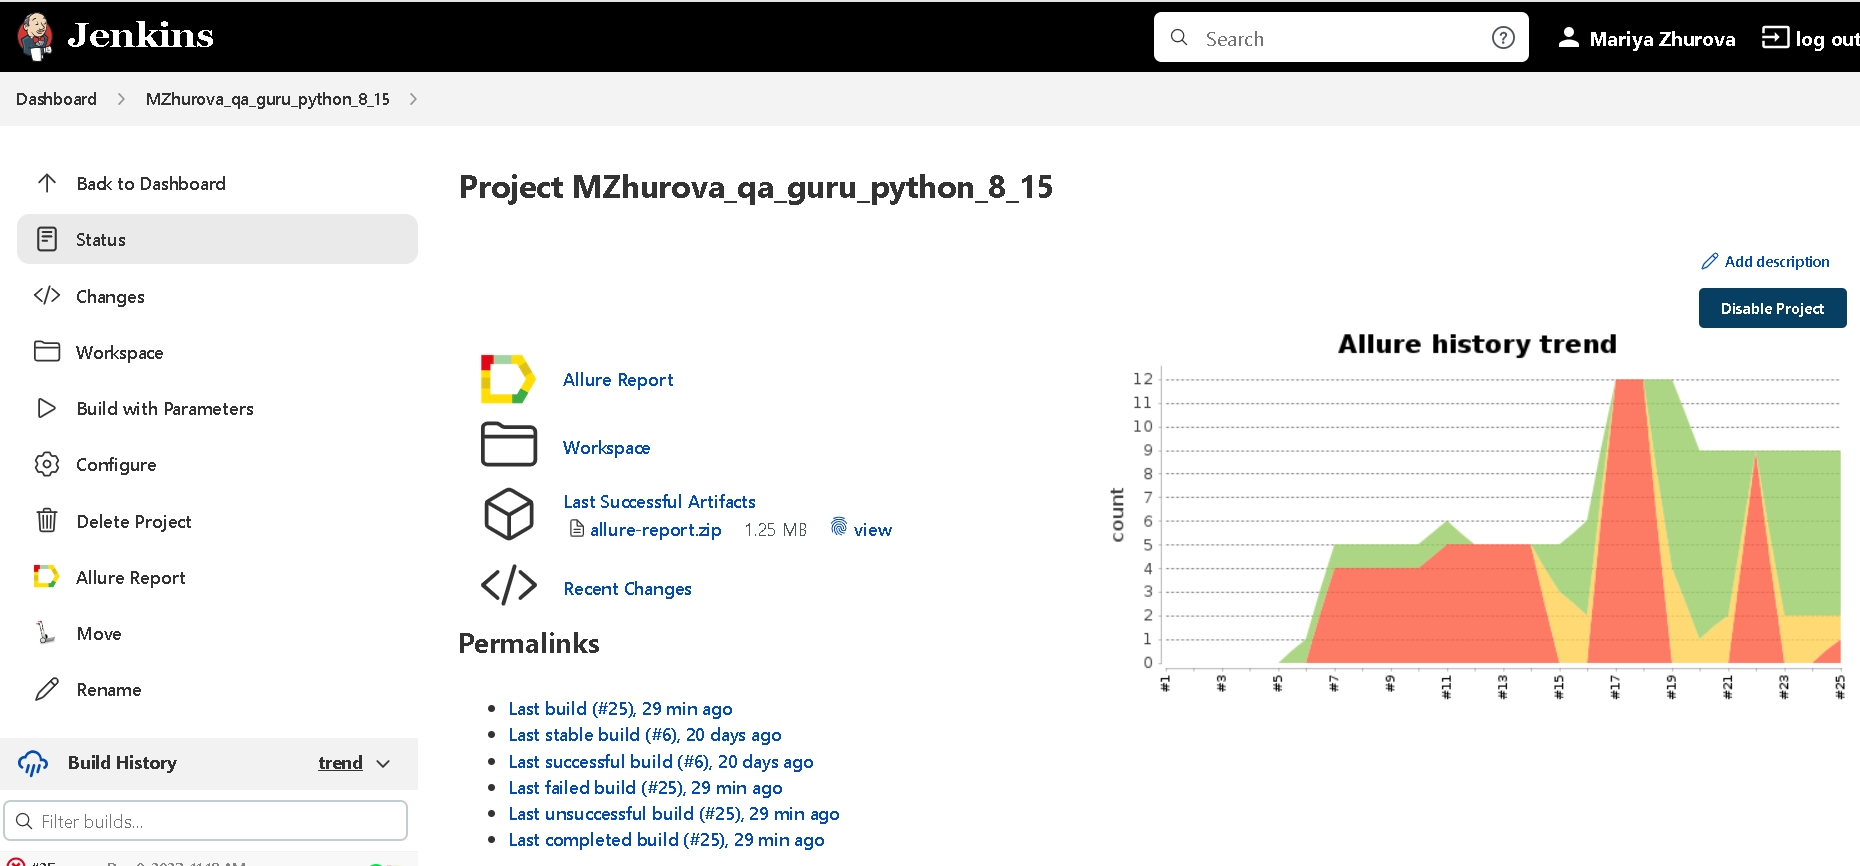 Jenkins
Search
Mariya Zhurova
log out
Dashboard
MZhurova_qa_guru_python_8_15
Back to Dashboard
Status
Changes
Workspace
Build with Parameters
Configure
Delete Project
Allure Report
Move
Rename
Build History
trend
Filter builds...
Project MZhurova_qa_guru_python_8_15
Add description
Disable Project
Allure Report
Workspace
Last Successful Artifacts
allure-report.zip 1.25 MB view
Recent Changes
Permalinks
Last build (#25), 29 min ago
Last stable build (#6), 20 days ago
Last successful build (#6), 20 days ago
Last failed build (#25), 29 min ago
Last unsuccessful build (#25), 29 min ago
Last completed build (#25), 29 min ago
Allure history trend
count
12
11
10
9
8
7
6
5
4
3
2
1
0
#1
#3
#5
#7
#9
#11
#13
#15
#17
#19
#21
#23
#25